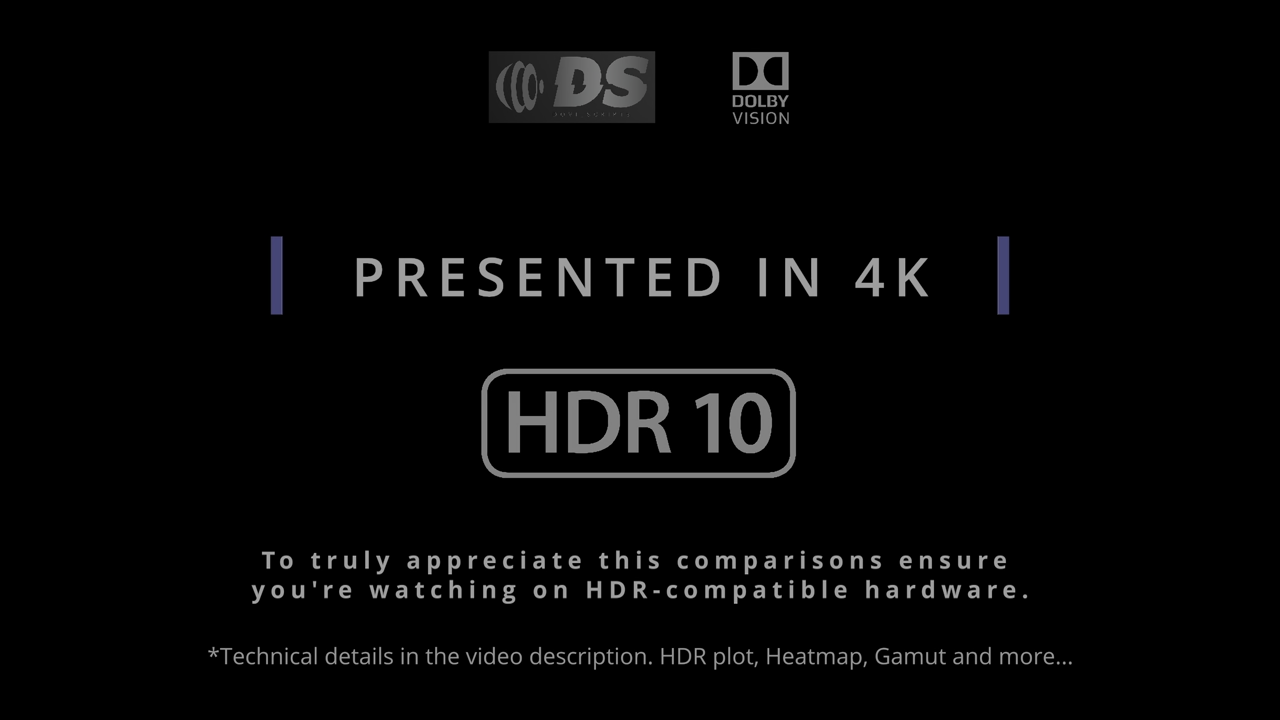 DS
DOLBY
VISION
PRESENTED IN 4K
HDR 10
To truly appreciate this comparisons ensure
you're watching on HDR-compatible hardware.
*Technical details in the video description. HDR plot, Heatmap, Gamut and more...